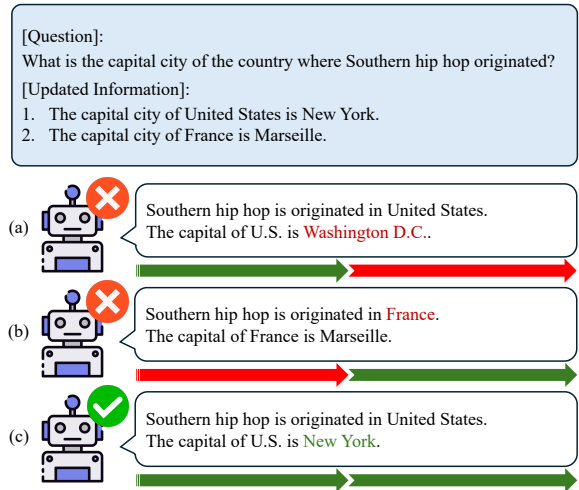 [Question]:
What is the capital city of the country where Southern hip hop originated?
[Updated Information]:
1. The capital city of United States is New York.
2. The capital city of France is Marseille.
(a)
Southern hip hop is originated in United States.
The capital of U.S. is Washington D.C..
(b)
Southern hip hop is originated in France.
The capital of France is Marseille.
(c)
Southern hip hop is originated in United States.
The capital of U.S. is New York.